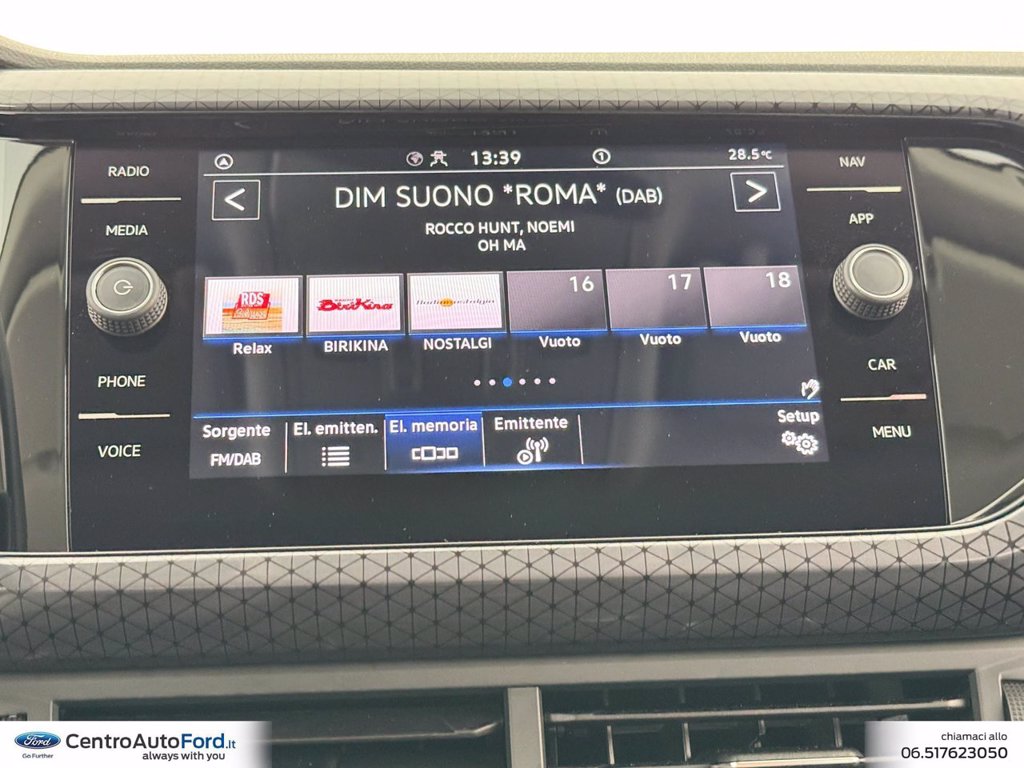 RADIO
MEDIA
PHONE
VOICE
13:39
1
28.5°C
<
DIM SUONO *ROMA* (DAB)
>
ROCCO HUNT, NOEMI
OH MA
RDS
BiriKina
16
17
18
Relax
BIRIKINA
NOSTALGI
Vuoto
Vuoto
Vuoto
Sorgente
FM/DAB
El. emitten.
El. memoria
Emittente
Setup
NAV
APP
CAR
MENU
Ford
Go Further
CentroAutoFord.it
always with you
chiamaci allo
06.517623050